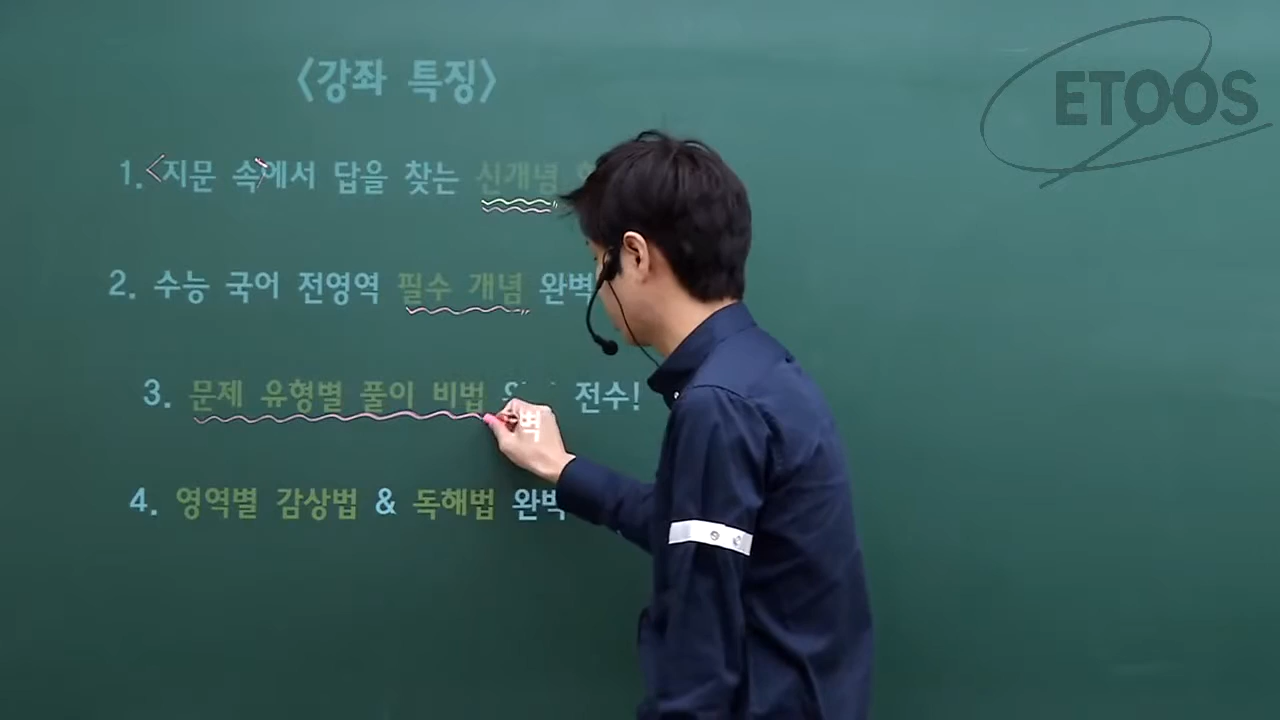 <강좌 특징>
ETOOS
1. <지문 속>에서 답을 찾는 신개념
2. 수능 국어 전영역 필수 개념 완벽
3. 문제 유형별 풀이 비법 완벽 전수!
4. 영역별 감상법 & 독해법 완벽